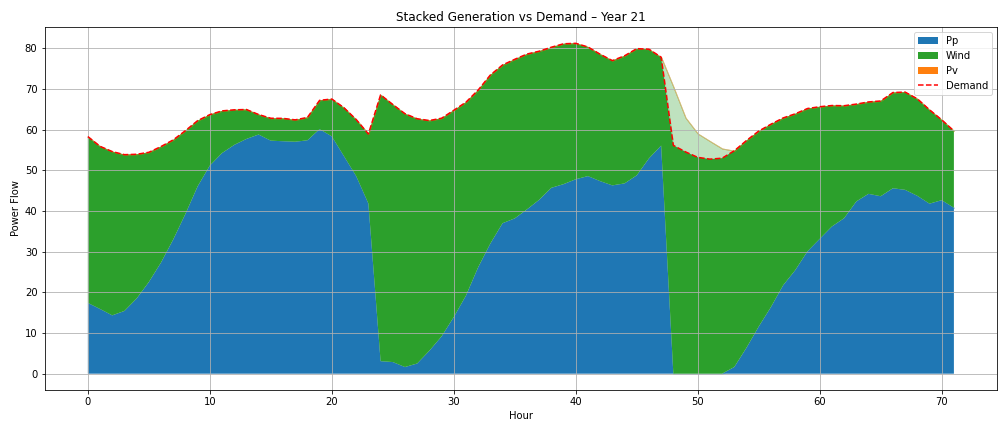 Stacked Generation vs Demand – Year 21
Power Flow
80
70
60
50
40
30
20
10
0
0 10 20 30 40 50 60 70
Hour
Pp
Wind
Pv
Demand